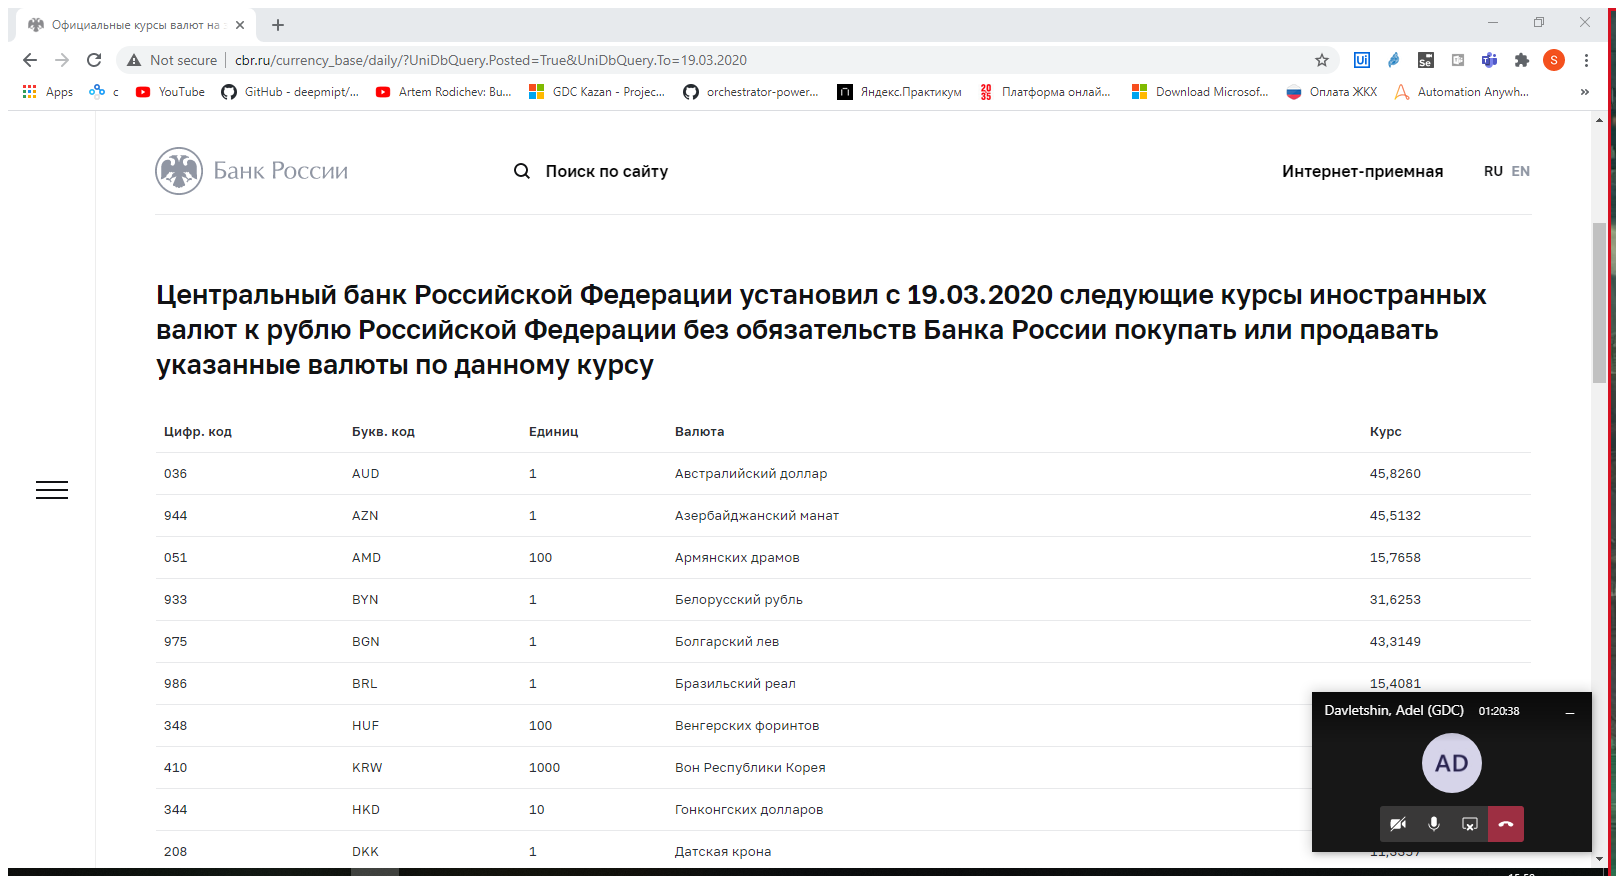 Официальные курсы валют на з
Not secure
cbr.ru/currency_base/daily/?UniDbQuery.Posted=True&UniDbQuery.To=19.03.2020
Ui
Se
S
Apps
c
YouTube
GitHub - deepmipt/...
Artem Rodichev: Bu...
GDC Kazan - Projec...
orchestrator-power...
Яндекс.Практикум
20
35
Платформа онлай...
Download Microsof...
Оплата ЖКХ
Automation Anywh...
»
Банк России
Поиск по сайту
Интернет-приемная
RU EN
Центральный банк Российской Федерации установил с 19.03.2020 следующие курсы иностранных
валют к рублю Российской Федерации без обязательств Банка России покупать или продавать
указанные валюты по данному курсу
Цифр. код Букв. код Единиц Валюта Курс
036 AUD 1 Австралийский доллар 45,8260
944 AZN 1 Азербайджанский манат 45,5132
051 AMD 100 Армянских драмов 15,7658
933 BYN 1 Белорусский рубль 31,6253
975 BGN 1 Болгарский лев 43,3149
986 BRL 1 Бразильский реал 15,4081
348 HUF 100 Венгерских форинтов
410 KRW 1000 Вон Республики Корея
344 HKD 10 Гонконгских долларов
208 DKK 1 Датская крона
Davletshin, Adel (GDC) 01:20:38
AD